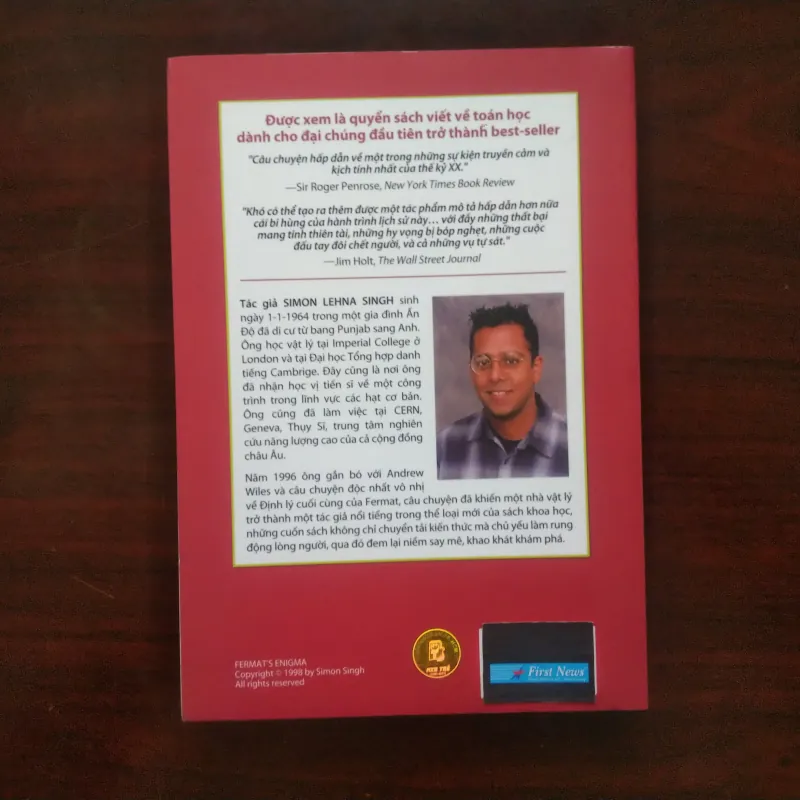 Được xem là quyển sách viết về toán học
dành cho đại chúng đầu tiên trở thành best-seller
"Câu chuyện hấp dẫn về một trong những sự kiện truyền cảm và
kịch tính nhất của thế kỷ XX."
—Sir Roger Penrose, New York Times Book Review
"Khó có thể tạo ra thêm được một tác phẩm mô tả hấp dẫn hơn nữa
cái bi hùng của hành trình lịch sử này... với đầy những thất bại
mang tính thiên tài, những hy vọng bị bóp nghẹt, những cuộc
đấu tay đôi chết người, và cả những vụ tự sát."
—Jim Holt, The Wall Street Journal
Tác giả SIMON LEHNA SINGH sinh
ngày 1-1-1964 trong một gia đình Ấn
Độ đã di cư từ bang Punjab sang Anh.
Ông học vật lý tại Imperial College ở
London và tại Đại học Tổng hợp danh
tiếng Cambrige. Đây cũng là nơi ông
đã nhận học vị tiến sĩ về một công
trình trong lĩnh vực các hạt cơ bản.
Ông cũng đã làm việc tại CERN,
Geneva, Thụy Sĩ, trung tâm nghiên
cứu năng lượng cao của cả cộng đồng
châu Âu.
Năm 1996 ông gắn bó với Andrew
Wiles và câu chuyện độc nhất vô nhị
về Định lý cuối cùng của Fermat, câu chuyện đã khiến một nhà vật lý
trở thành một tác giả nổi tiếng trong thể loại mới của sách khoa học,
những cuốn sách không chỉ chuyển tải kiến thức mà chủ yếu làm rung
động lòng người, qua đó đem lại niềm say mê, khao khát khám phá.
FERMAT'S ENIGMA
Copyright © 1998 by Simon Singh
All rights reserved
NXB TRẺ
First News